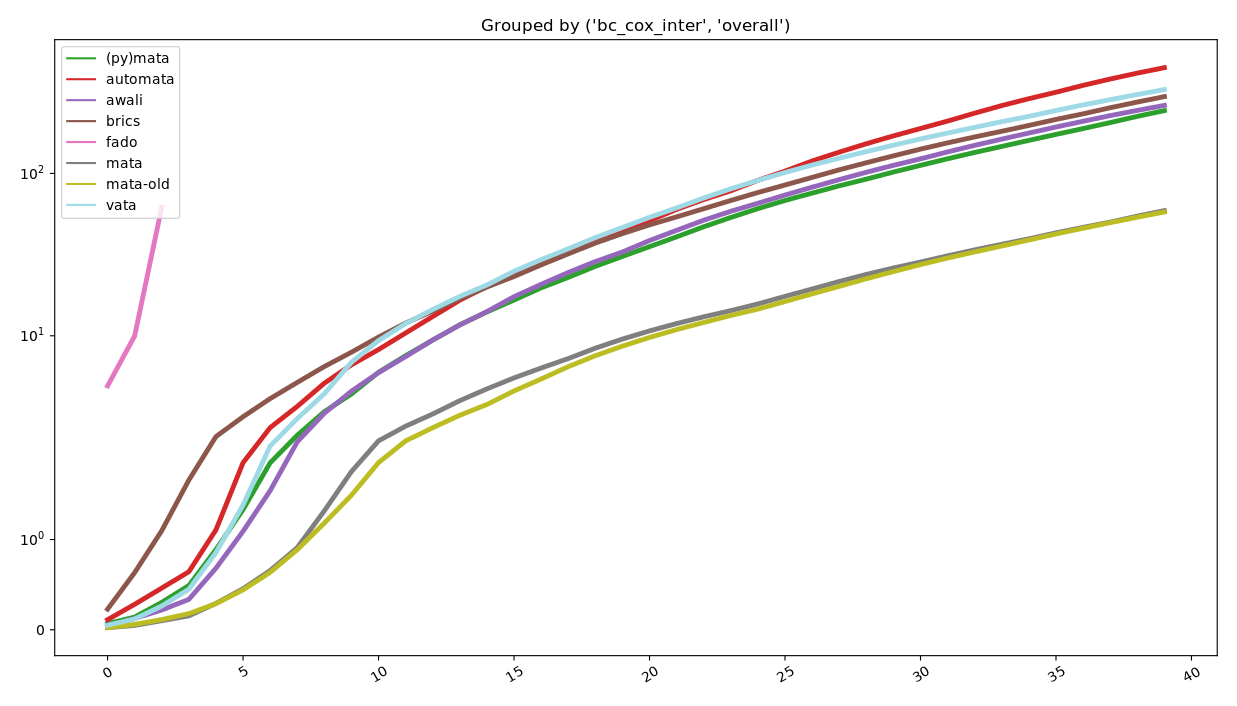 Grouped by ('bc_cox_inter', 'overall')
(py)mata
automata
awali
brics
fado
mata
mata-old
vata
10²
10¹
10⁰
0
0 5 10 15 20 25 30 35 40